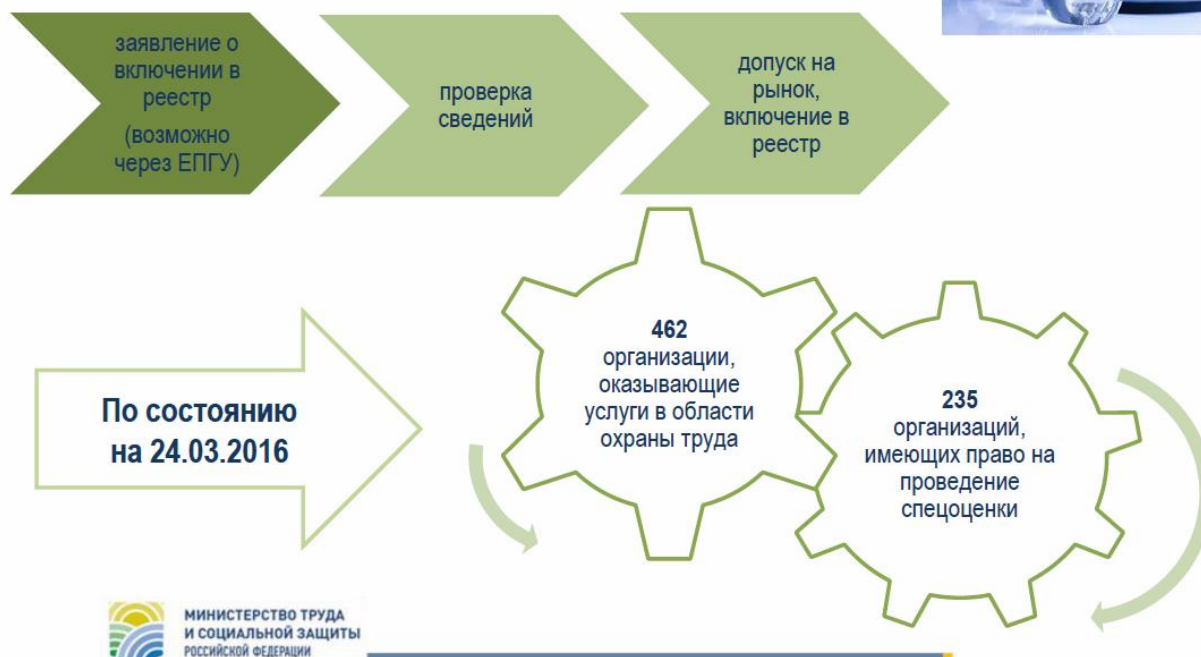 заявление о
включении в
реестр
(возможно
через ЕПГУ)
проверка
сведений
допуск на
рынок,
включение в
реестр
По состоянию
на 24.03.2016
462
организации,
оказывающие
услуги в области
охраны труда
235
организаций,
имеющих право на
проведение
спецоценки
МИНИСТЕРСТВО ТРУДА
И СОЦИАЛЬНОЙ ЗАЩИТЫ
РОССИЙСКОЙ ФЕДЕРАЦИИ